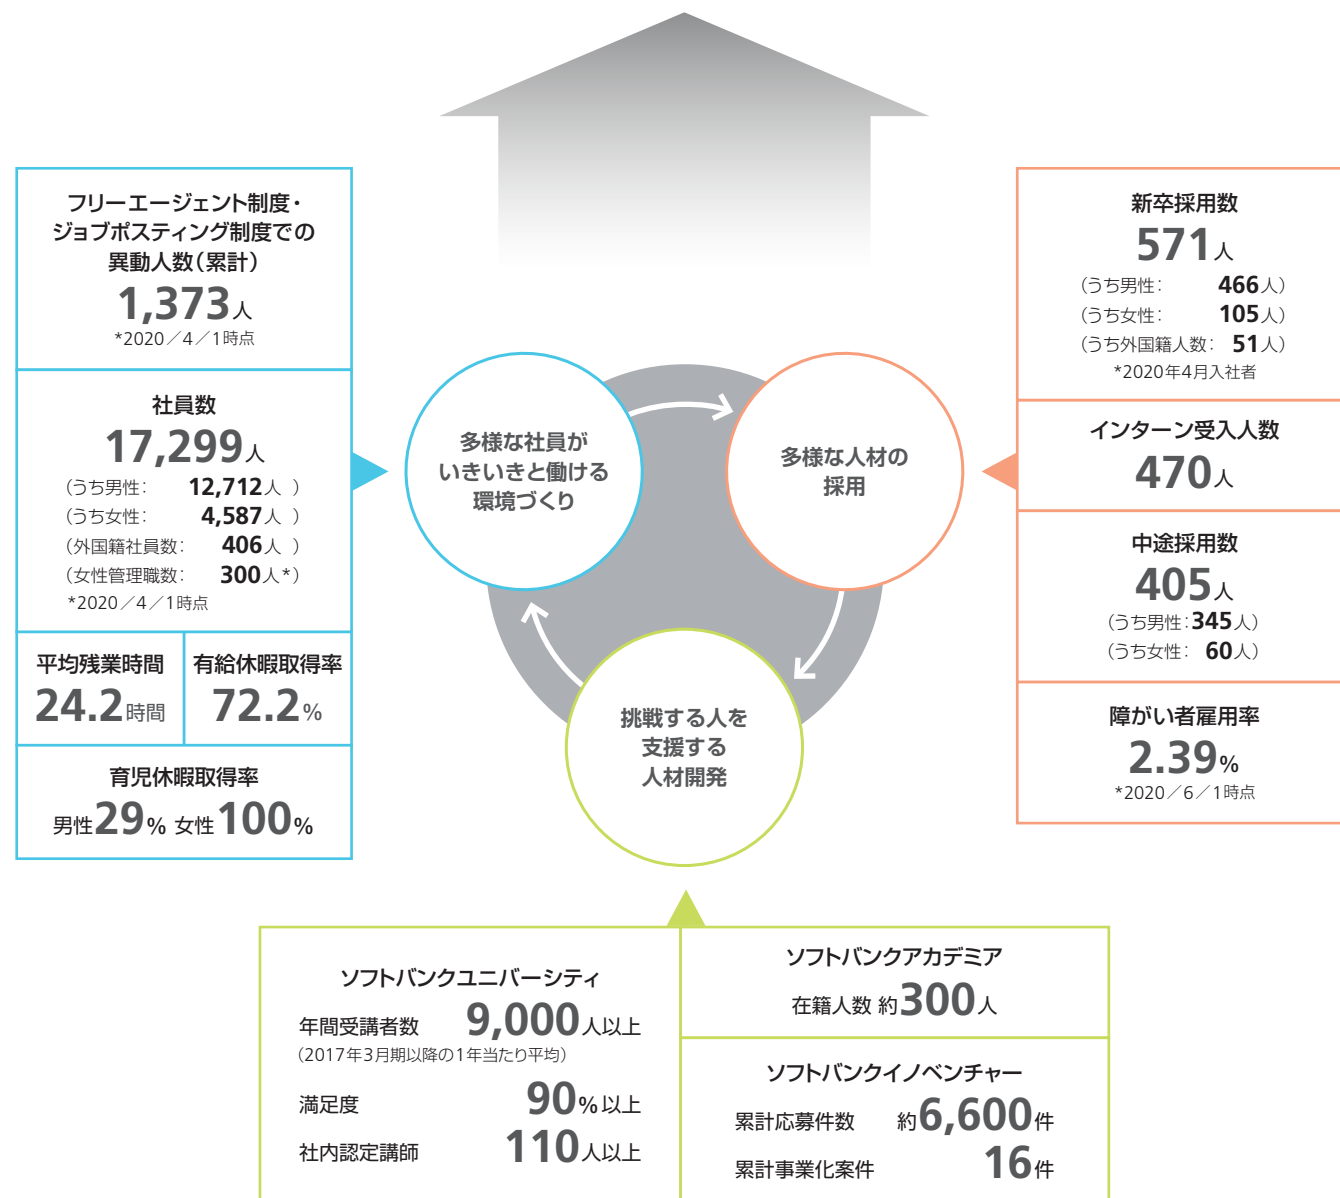 フリーエージェント制度・
ジョブポスティング制度での
異動人数（累計）
1,373人
*2020／4／1時点
社員数
17,299人
（うち男性： 12,712人 ）
（うち女性： 4,587人 ）
（外国籍社員数： 406人 ）
（女性管理職数： 300人*）
*2020／4／1時点
平均残業時間
24.2時間
有給休暇取得率
72.2%
育児休暇取得率
男性29% 女性100%
多様な社員が
いきいきと働ける
環境づくり
多様な人材の
採用
挑戦する人を
支援する
人材開発
新卒採用数
571人
（うち男性： 466人）
（うち女性： 105人）
（うち外国籍人数： 51人）
*2020年4月入社者
インターン受入人数
470人
中途採用数
405人
（うち男性：345人）
（うち女性： 60人）
障がい者雇用率
2.39%
*2020／6／1時点
ソフトバンクユニバーシティ
年間受講者数 9,000人以上
（2017年3月期以降の1年当たり平均）
満足度 90%以上
社内認定講師 110人以上
ソフトバンクアカデミア
在籍人数 約300人
ソフトバンクイノベンチャー
累計応募件数 約6,600件
累計事業化案件 16件